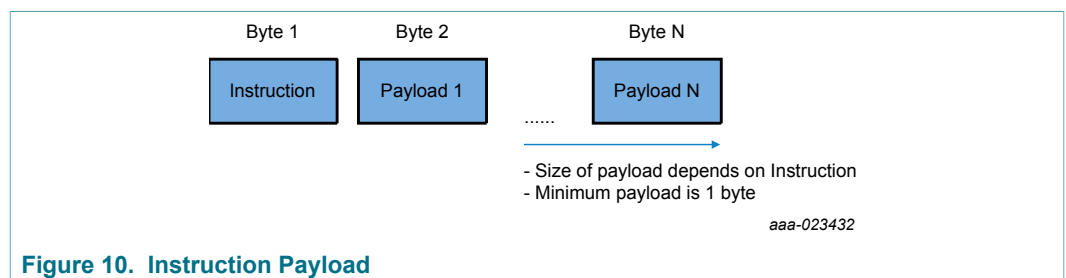 Byte 1 Byte 2 Byte N
Instruction Payload 1 Payload N
......
- Size of payload depends on Instruction
- Minimum payload is 1 byte
aaa-023432
Figure 10. Instruction Payload